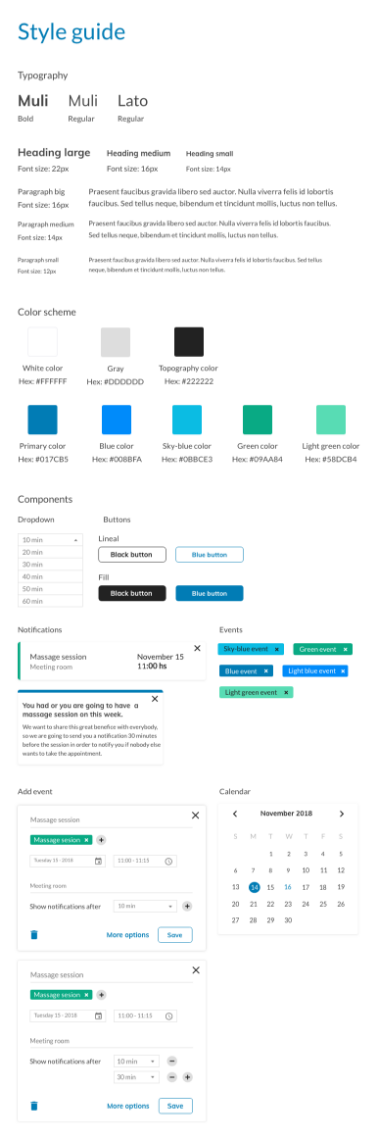 Style guide
Typography
Muli Muli Lato
Bold Regular Regular
Heading large Heading medium Heading small
Font size: 22px Font size: 16px Font size: 14px
Paragraph big Praesent faucibus gravida libero sed auctor. Nulla viverra felis id lobortis
Font size: 16px faucibus. Sed tellus neque, bibendum et tincidunt mollis, luctus non tellus.
Paragraph medium Praesent faucibus gravida libero sed auctor. Nulla viverra felis id lobortis faucibus.
Font size: 14px Sed tellus neque, bibendum et tincidunt mollis, luctus non tellus.
Paragraph small Praesent faucibus gravida libero sed auctor. Nulla viverra felis id lobortis faucibus. Sed tellus
Font size: 12px neque, bibendum et tincidunt mollis, luctus non tellus.
Color scheme
White color Gray Topography color
Hex: #FFFFFF Hex: #DDDDDD Hex: #222222
Primary color Blue color Sky-blue color Green color Light green color
Hex: #017CB5 Hex: #008BFA Hex: #0BBCE3 Hex: #09AA84 Hex: #58DCB4
Components
Dropdown Buttons
10 min
20 min
30 min
40 min
50 min
60 min
Lineal
Black button Blue button
Fill
Black button Blue button
Notifications
Massage session November 15
Meeting room 11:00 hs
You had or you are going to have a
massage session on this week.
We want to share this great benefice with everybody,
so we are going to send you a notification 30 minutes
before the session in order to notify you if nobody else
wants to take the appointment.
Events
Sky-blue event × Green event ×
Blue event × Light blue event ×
Light green event ×
Add event
Massage session
Massage sesion × +
Tuesday 15 - 2018 11:00 - 11:15
Meeting room
Show notifications after 10 min +
More options Save
Massage session
Massage sesion × +
Tuesday 15 - 2018 11:00 - 11:15
Meeting room
Show notifications after 10 min −
30 min − +
More options Save
Calendar
< November 2018 >
S M T W T F S
1 2 3 4 5
6 7 8 9 10 11 12
13 14 15 16 17 18 19
20 21 22 23 24 25 26
27 28 29 30